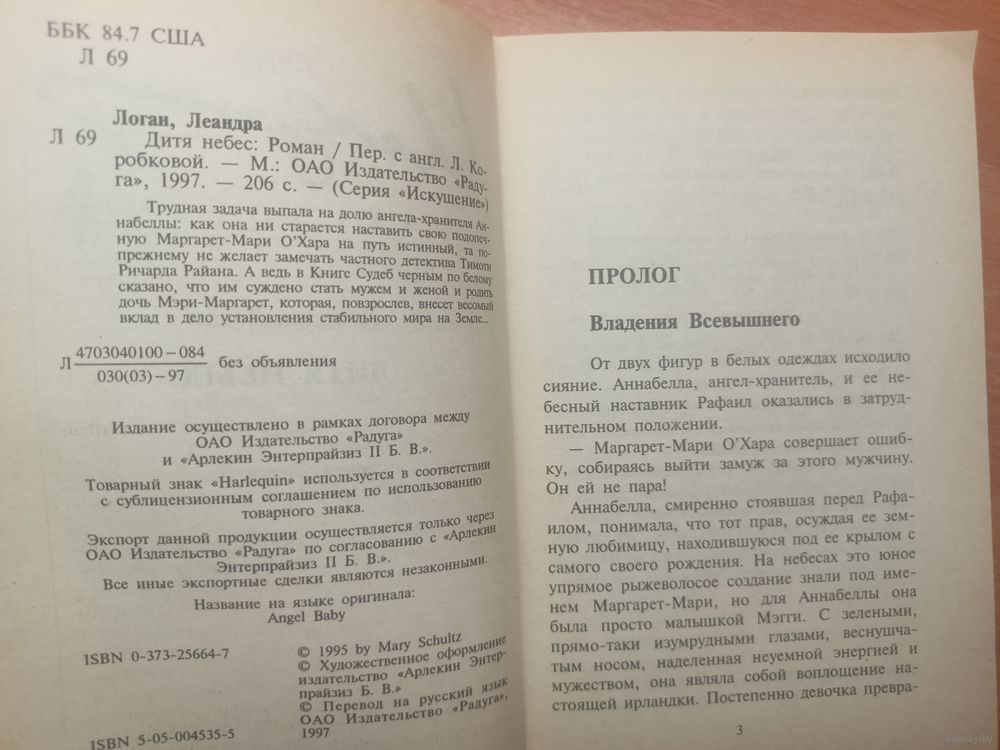 ББК 84.7 США
Л 69
Логан, Леандра
Л 69 Дитя небес: Роман / Пер. с англ. Л. Ко-
робковой. — М.: ОАО Издательство «Раду-
га», 1997. — 206 с. — (Серия «Искушение»)
Трудная задача выпала на долю ангела-хранителя Ан-
набеллы: как она ни старается наставить свою подопеч-
ную Маргарет-Мари О'Хара на путь истинный, та по-
прежнему не желает замечать частного детектива Тимоти
Ричарда Райана. А ведь в Книге Судеб черным по белому
сказано, что им суждено стать мужем и женой и родить
дочь Мэри-Маргарет, которая, повзрослев, внесет весомый
вклад в дело установления стабильного мира на Земле...
Л 4703040100 – 084 без объявления
030(03) – 97
Издание осуществлено в рамках договора между
ОАО Издательство «Радуга»
и «Арлекин Энтерпрайзиз II Б. В.».
Товарный знак «Harlequin» используется в соответствии
с сублицензионным соглашением по использованию
товарного знака.
Экспорт данной продукции осуществляется только через
ОАО Издательство «Радуга» по согласованию с «Арлекин
Энтерпрайзиз II Б. В.».
Все иные экспортные сделки являются незаконными.
Название на языке оригинала:
Angel Baby
ISBN 0-373-25664-7
© 1995 by Mary Schultz
© Художественное оформление
издательство «Арлекин Энтер-
прайзиз Б. В.»
© Перевод на русский язык
ОАО Издательство «Радуга»,
1997
ISBN 5-05-004535-5
ПРОЛОГ
Владения Всевышнего
От двух фигур в белых одеждах исходило
сияние. Аннабелла, ангел-хранитель, и ее не-
бесный наставник Рафаил оказались в затруд-
нительном положении.
— Маргарет-Мари О'Хара совершает ошиб-
ку, собираясь выйти замуж за этого мужчину.
Он ей не пара!
Аннабелла, смиренно стоявшая перед Рафа-
илом, понимала, что тот прав, осуждая ее зем-
ную любимицу, находившуюся под ее крылом с
самого своего рождения. На небесах это юное
упрямое рыжеволосое создание знали под име-
нем Маргарет-Мари, но для Аннабеллы она
была просто малышкой Мэгги. С зелеными,
прямо-таки изумрудными глазами, веснушча-
тым носом, наделенная неуемной энергией и
мужеством, она являла собой воплощение на-
стоящей ирландки. Постепенно девочка превра-
3